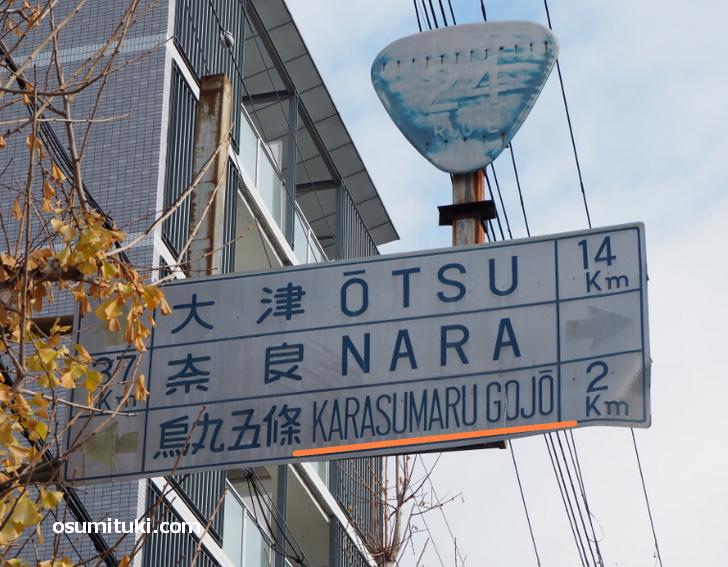 24
ROUTE
大津 ŌTSU 14 Km
37 Km 奈良 NARA
烏丸五條 KARASUMARU GOJŌ 2 Km
osumituki.com